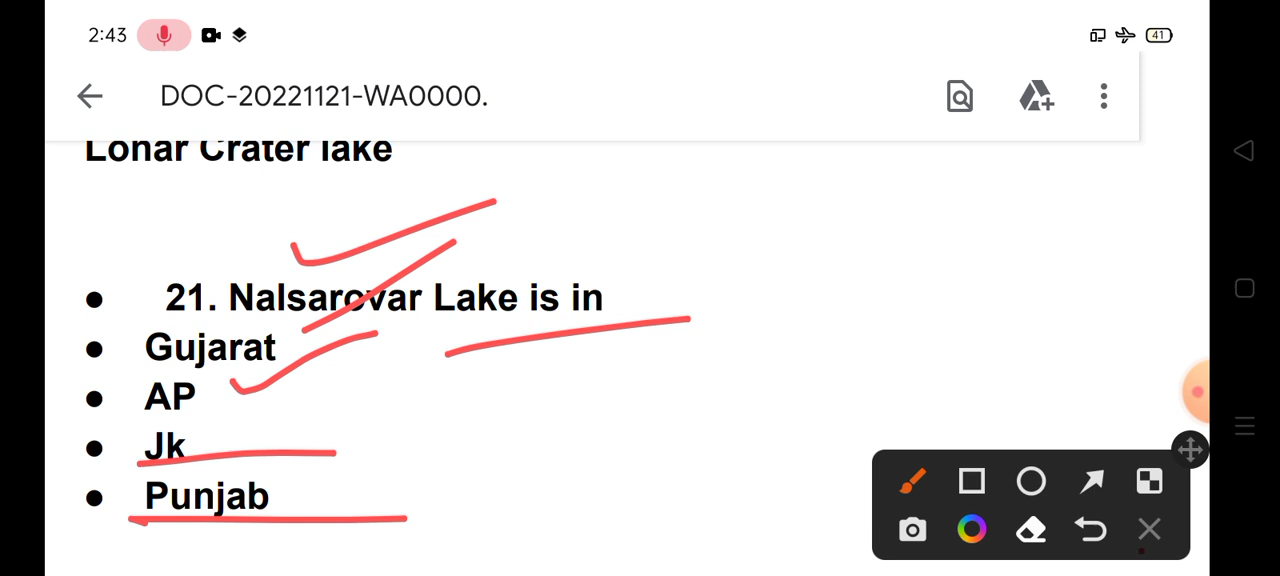 2:43
41
DOC-20221121-WA0000.
Lonar Crater lake
21. Nalsarovar Lake is in
Gujarat
AP
Jk
Punjab